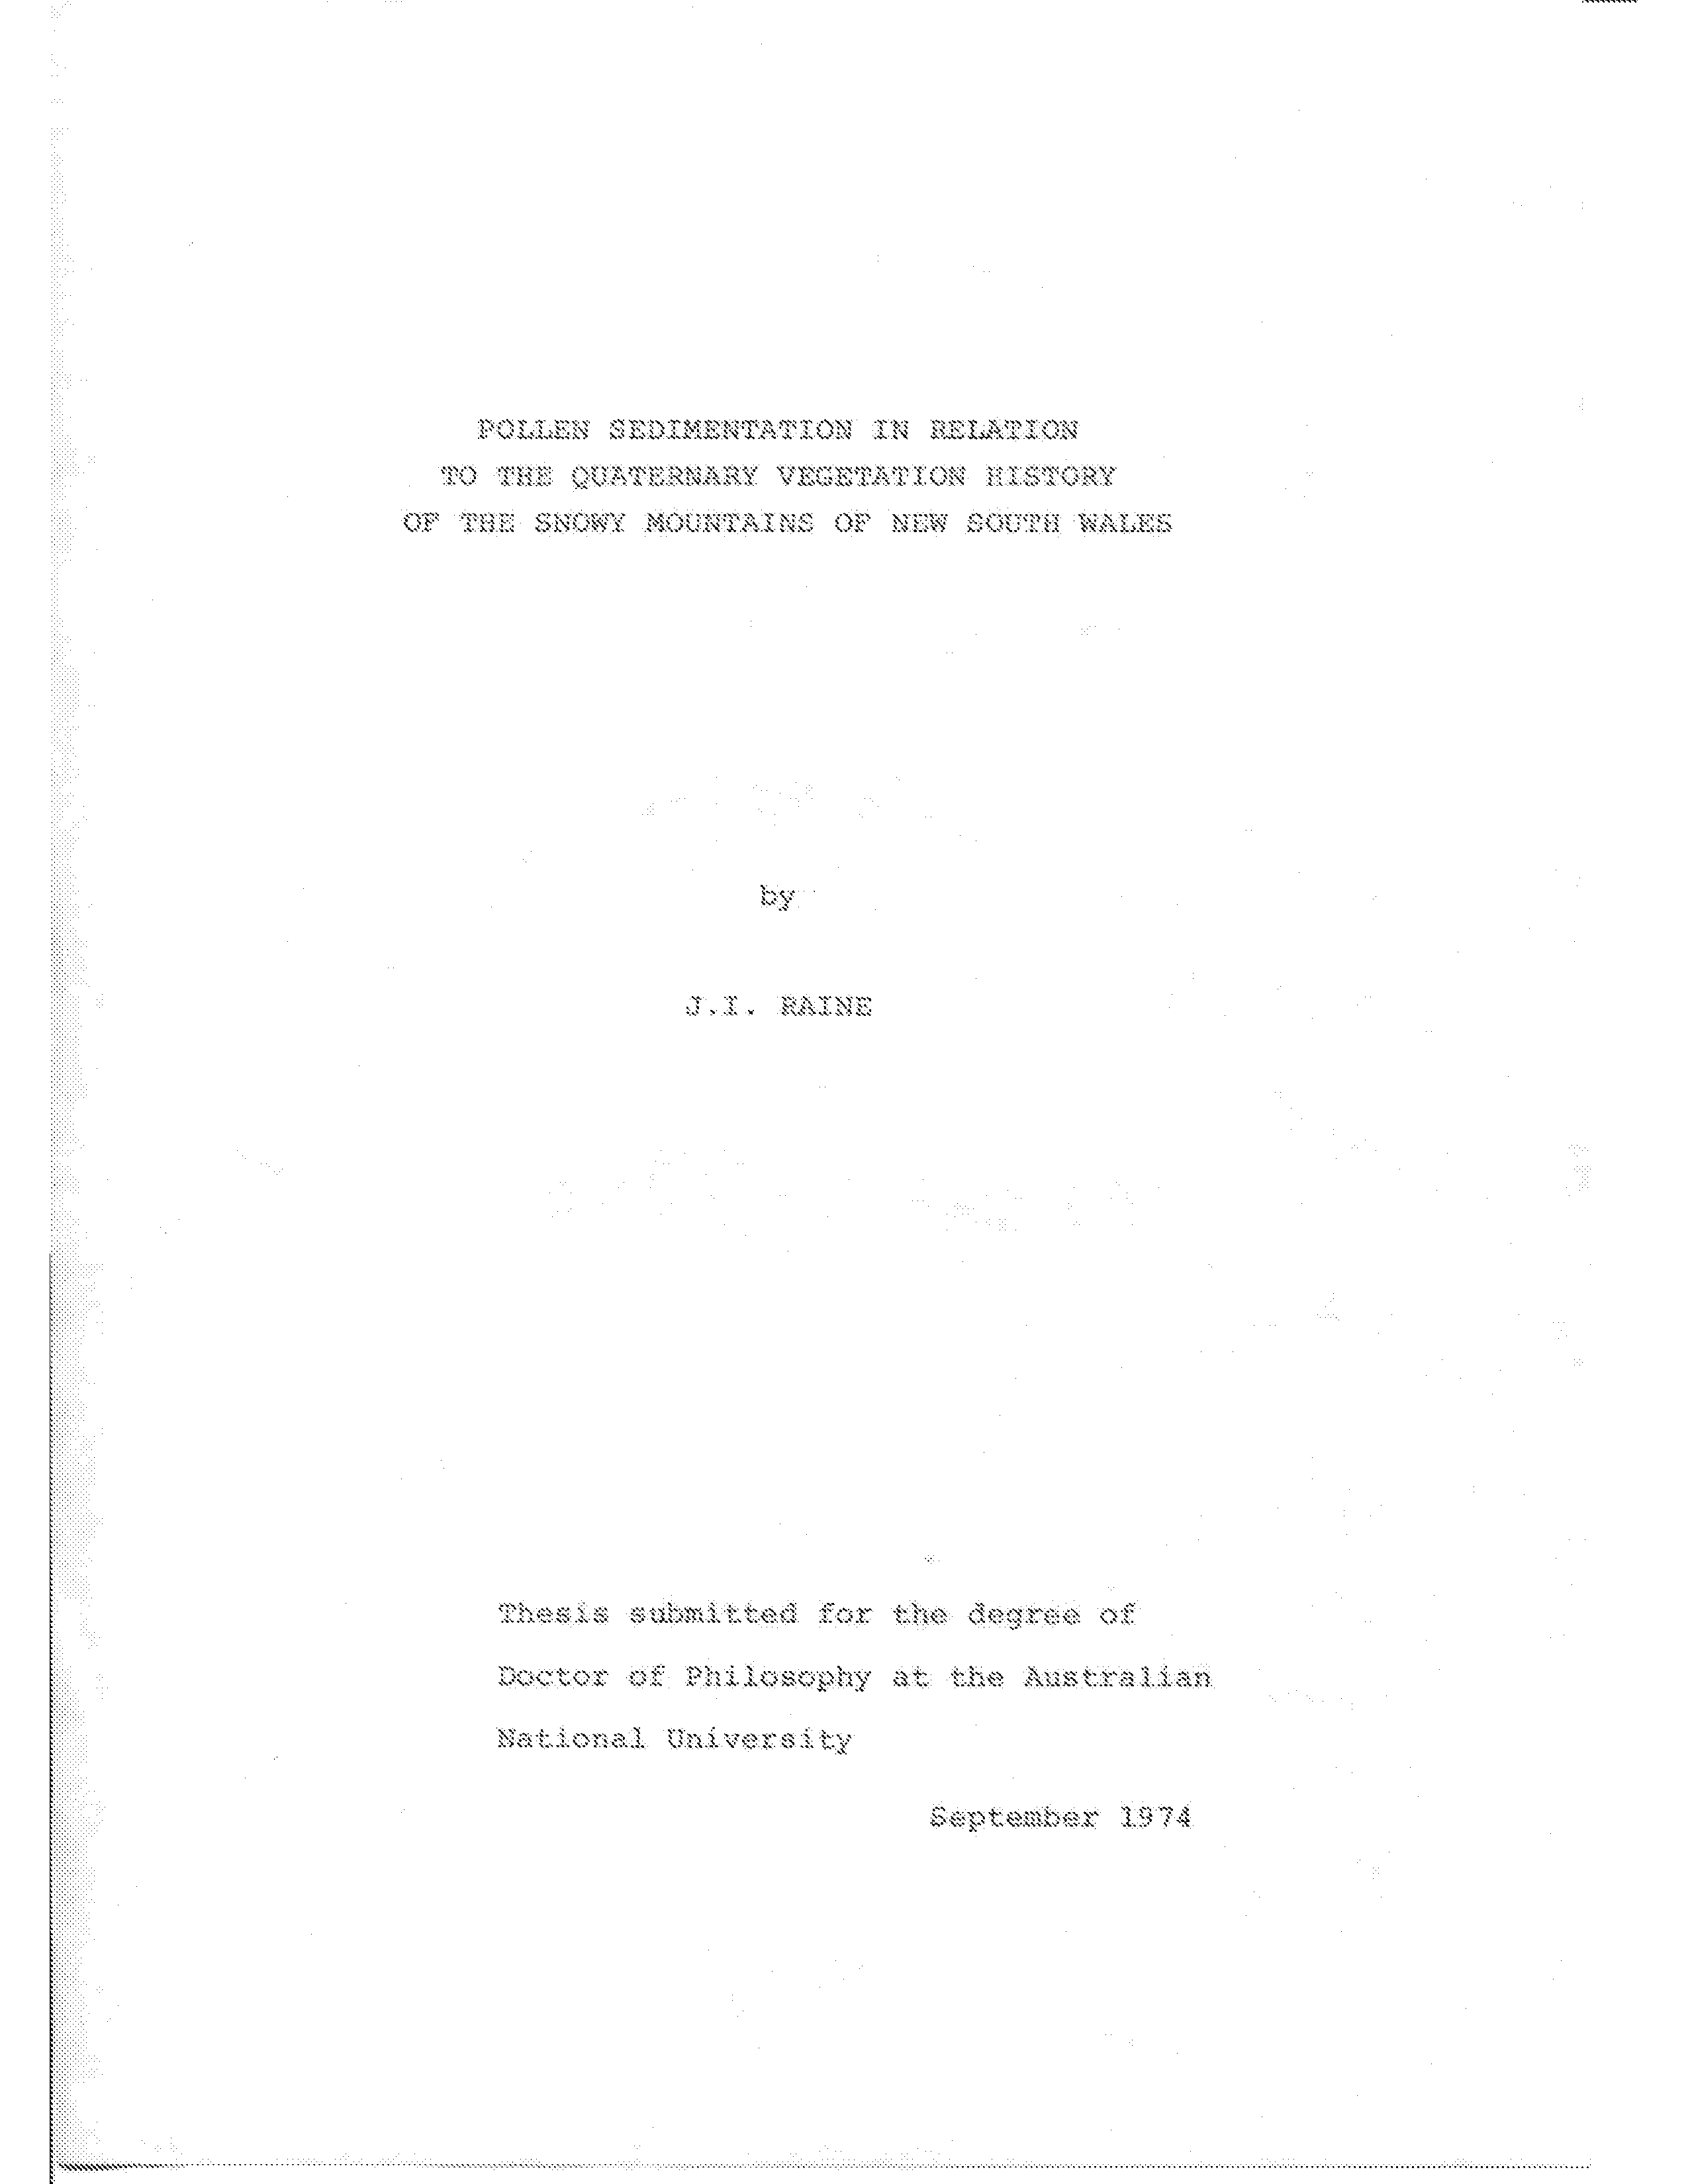 POLLEN SEDIMENTATION IN RELATION
TO THE QUATERNARY VEGETATION HISTORY
OF THE SNOWY MOUNTAINS OF NEW SOUTH WALES
by
J.I. RAINE
Thesis submitted for the degree of
Doctor of Philosophy at the Australian
National University
September 1974